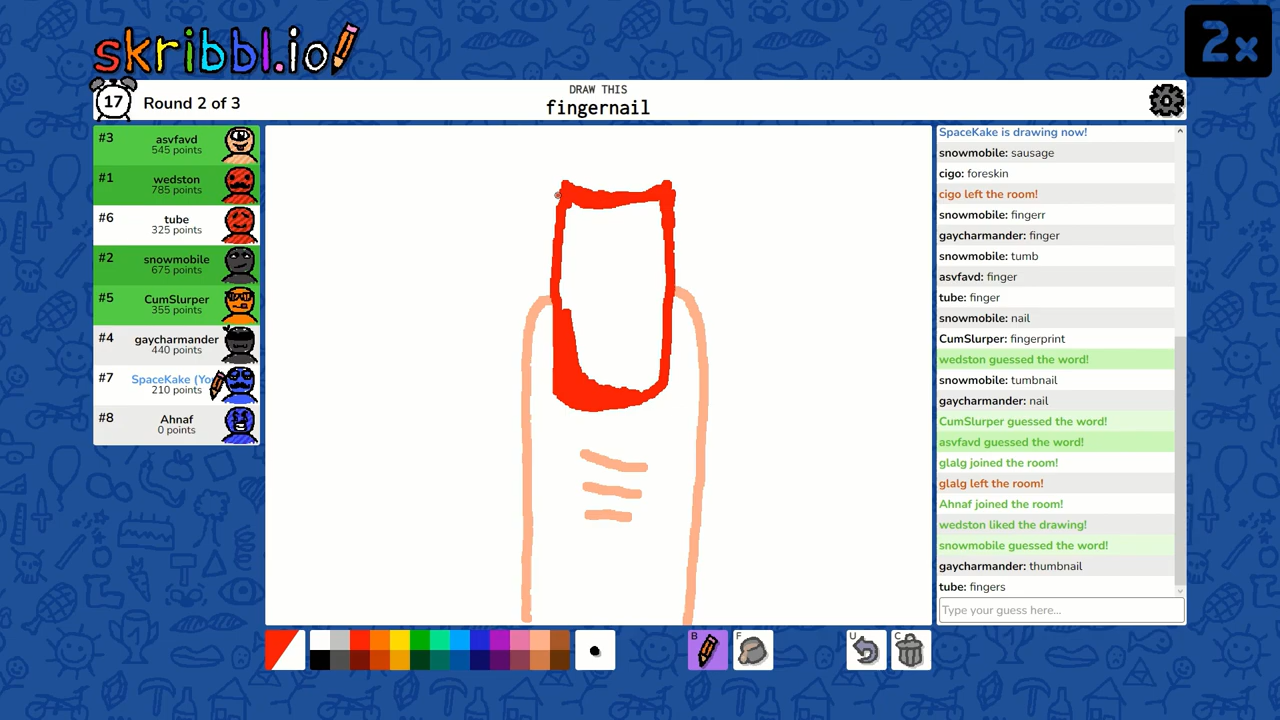 skribbl.io
2x
17
Round 2 of 3
DRAW THIS
fingernail
#3
asvfavd
545 points
#1
wedston
785 points
#6
tube
325 points
#2
snowmobile
675 points
#5
CumSlurper
355 points
#4
gaycharmander
440 points
#7
SpaceKake (Yo
210 points
#8
Ahnaf
0 points
SpaceKake is drawing now!
snowmobile: sausage
cigo: foreskin
cigo left the room!
snowmobile: fingerr
gaycharmander: finger
snowmobile: tumb
asvfavd: finger
tube: finger
snowmobile: nail
CumSlurper: fingerprint
wedston guessed the word!
snowmobile: tumbnail
gaycharmander: nail
CumSlurper guessed the word!
asvfavd guessed the word!
glalg joined the room!
glalg left the room!
Ahnaf joined the room!
wedston liked the drawing!
snowmobile guessed the word!
gaycharmander: thumbnail
tube: fingers
Type your guess here...
B
F
U
C